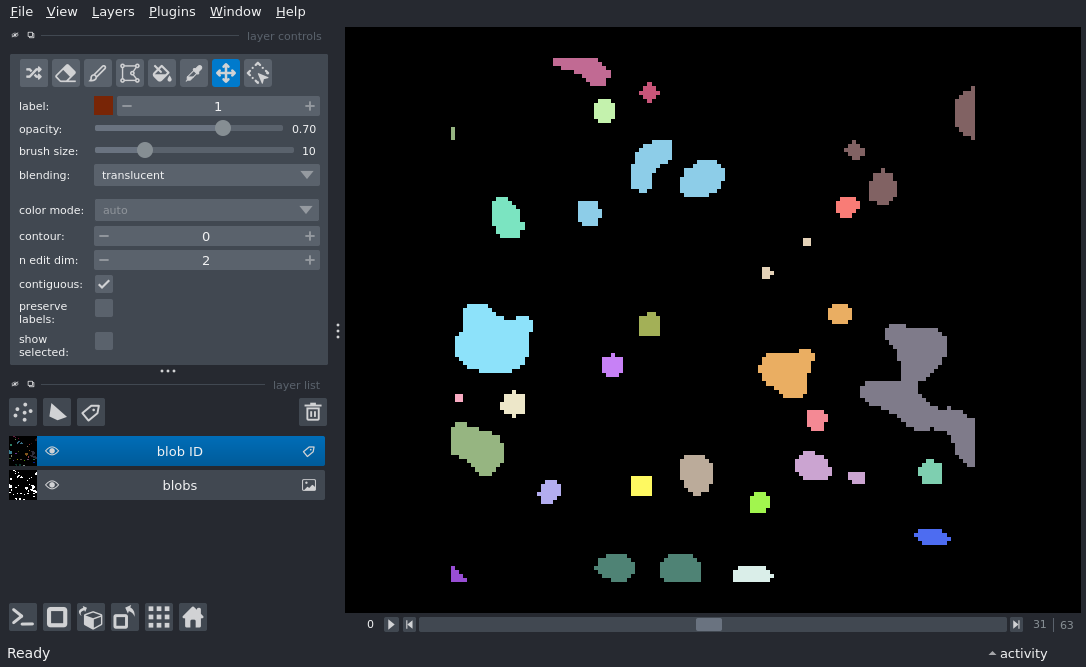 File View Layers Plugins Window Help
layer controls
label: 1
opacity: 0.70
brush size: 10
blending: translucent
color mode: auto
contour: 0
n edit dim: 2
contiguous:
preserve
labels:
show
selected:
layer list
blob ID
blobs
0 31 63
Ready activity